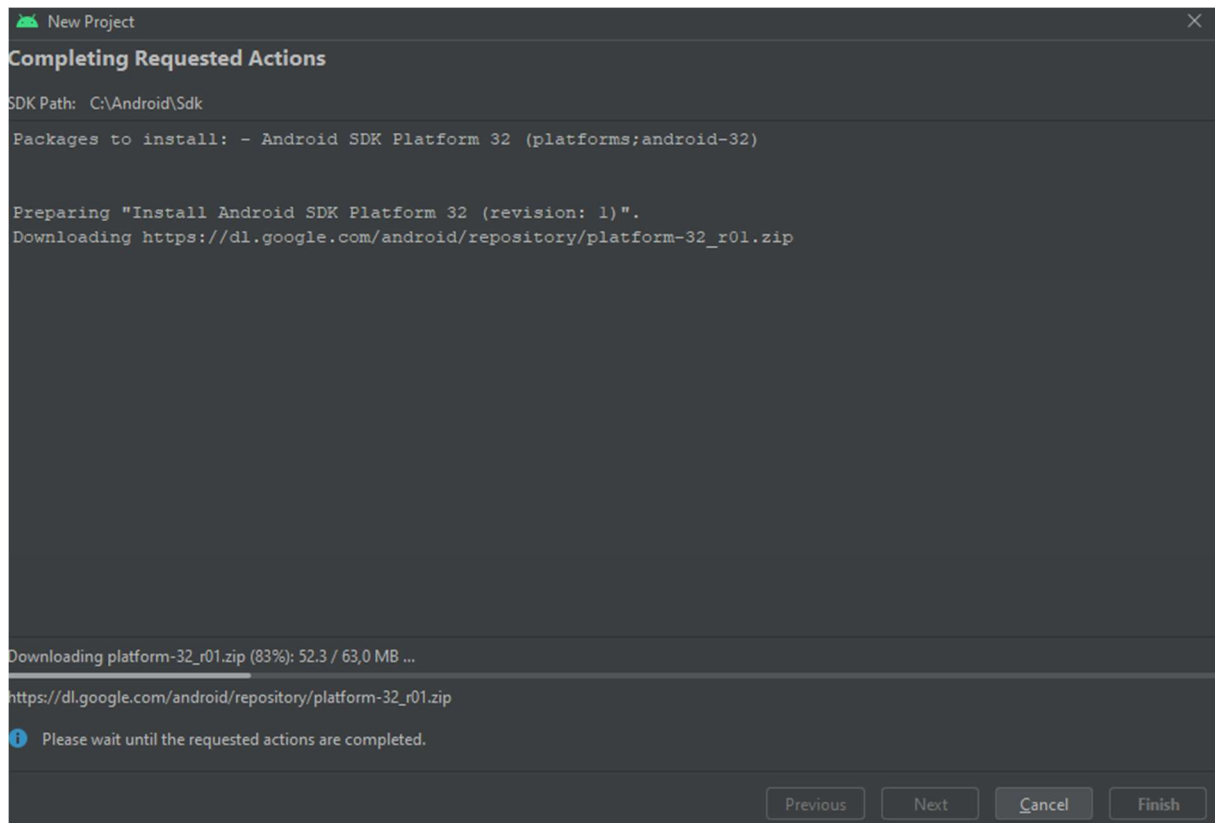 New Project
Completing Requested Actions
SDK Path: C:\Android\Sdk
Packages to install: - Android SDK Platform 32 (platforms;android-32)
Preparing "Install Android SDK Platform 32 (revision: 1)".
Downloading https://dl.google.com/android/repository/platform-32_r01.zip
Downloading platform-32_r01.zip (83%): 52.3 / 63,0 MB ...
https://dl.google.com/android/repository/platform-32_r01.zip
Please wait until the requested actions are completed.
Previous Next Cancel Finish